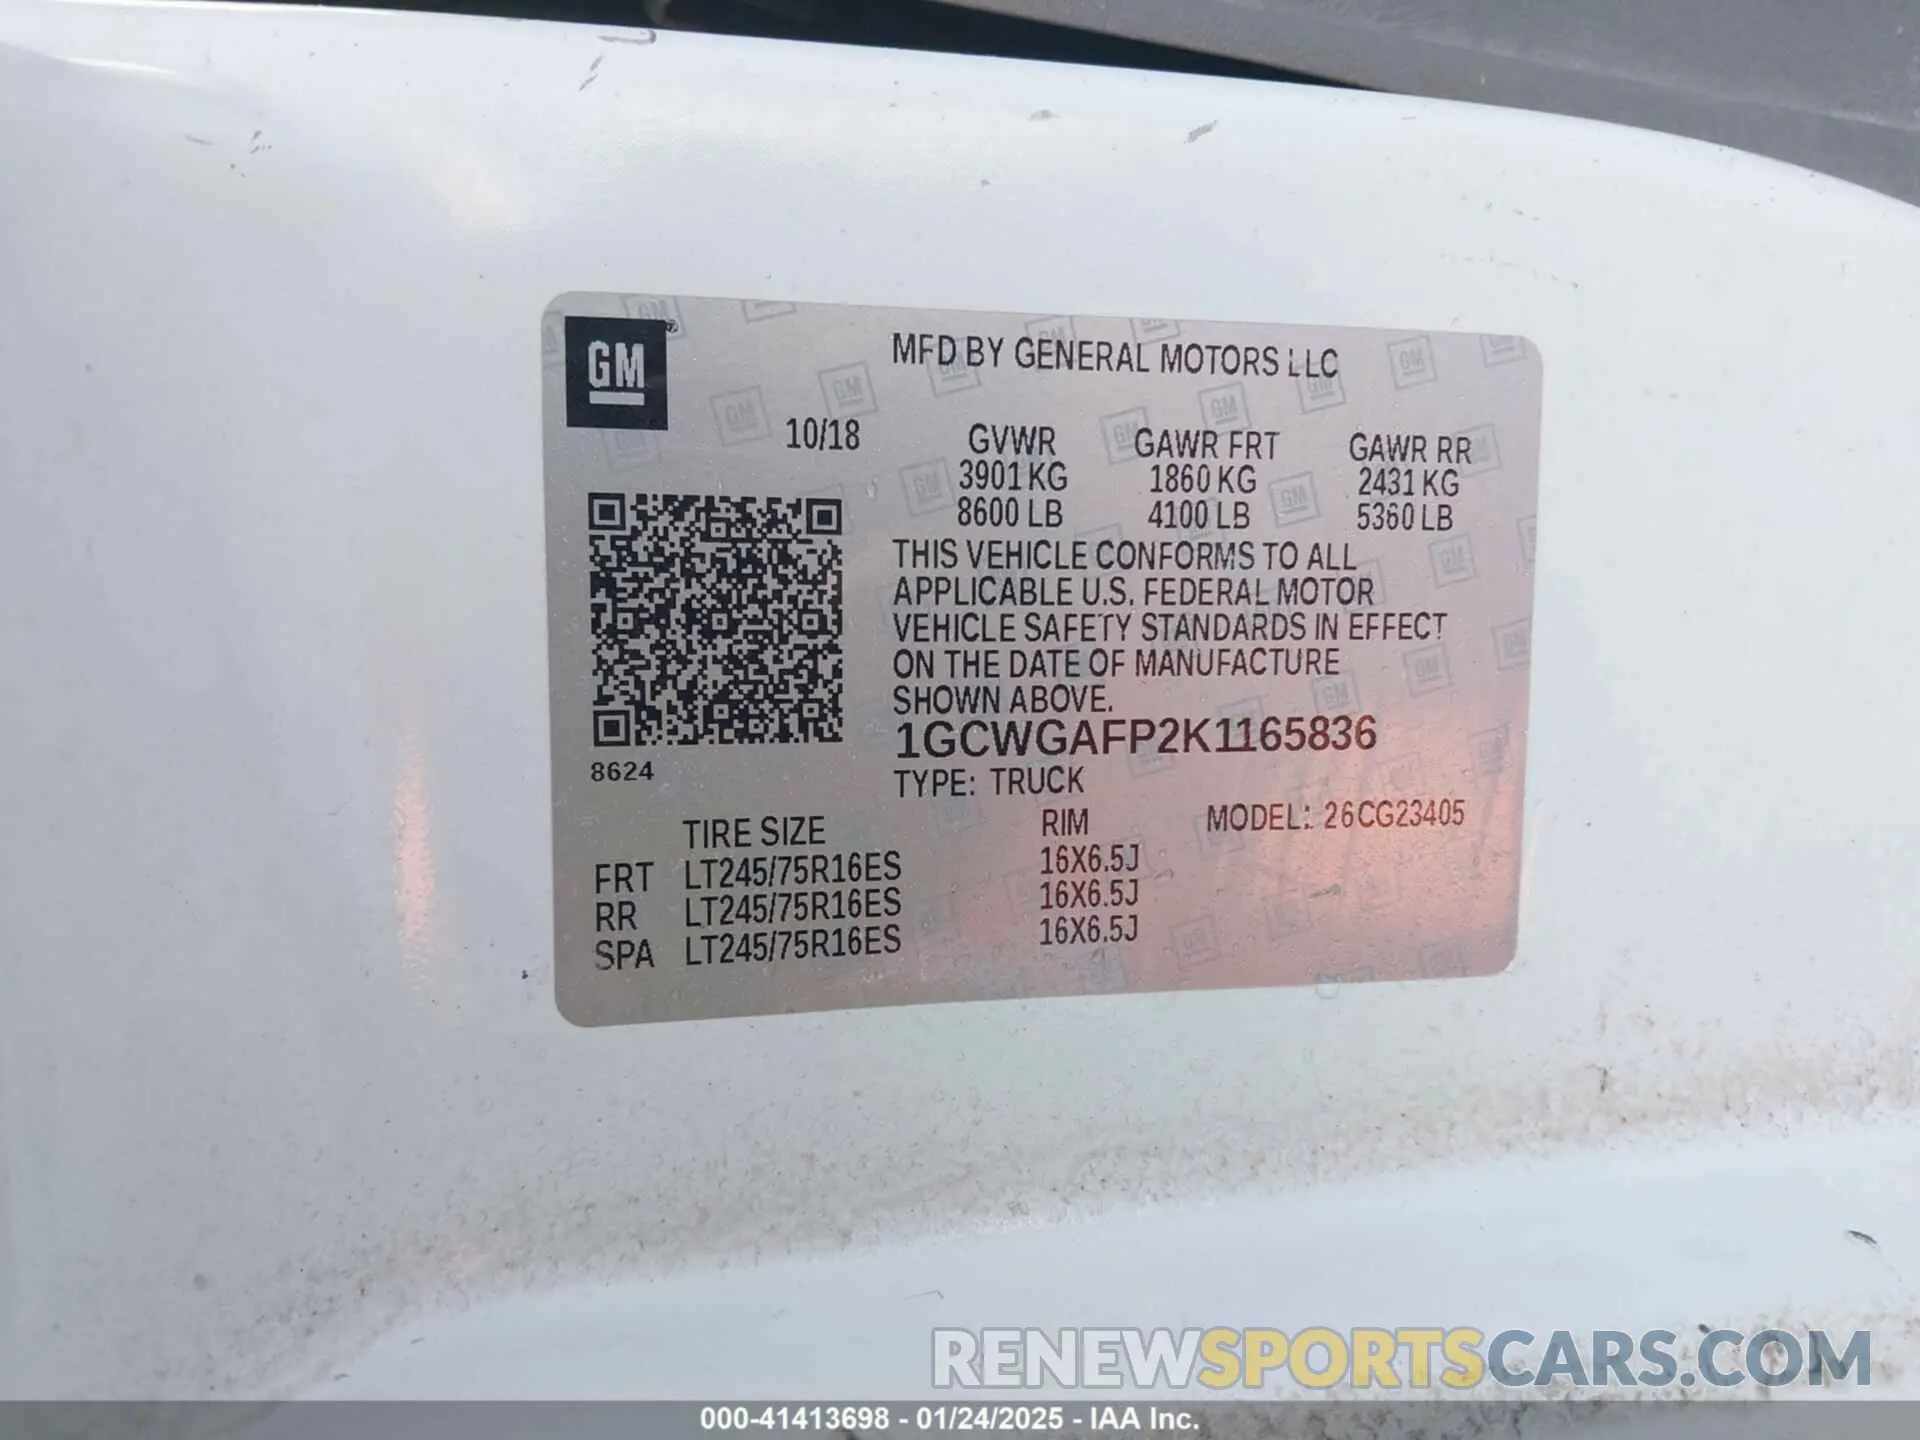 GM
MFD BY GENERAL MOTORS LLC
10/18
GVWR GAWR FRT GAWR RR
3901 KG 1860 KG 2431 KG
8600 LB 4100 LB 5360 LB
THIS VEHICLE CONFORMS TO ALL
APPLICABLE U.S. FEDERAL MOTOR
VEHICLE SAFETY STANDARDS IN EFFECT
ON THE DATE OF MANUFACTURE
SHOWN ABOVE.
1GCWGAFP2K1165836
8624
TYPE: TRUCK
TIRE SIZE RIM MODEL: 26CG23405
FRT LT245/75R16ES 16X6.5J
RR LT245/75R16ES 16X6.5J
SPA LT245/75R16ES 16X6.5J
RENEWSPORTSCARS.COM
000-41413698 - 01/24/2025 - IAA Inc.